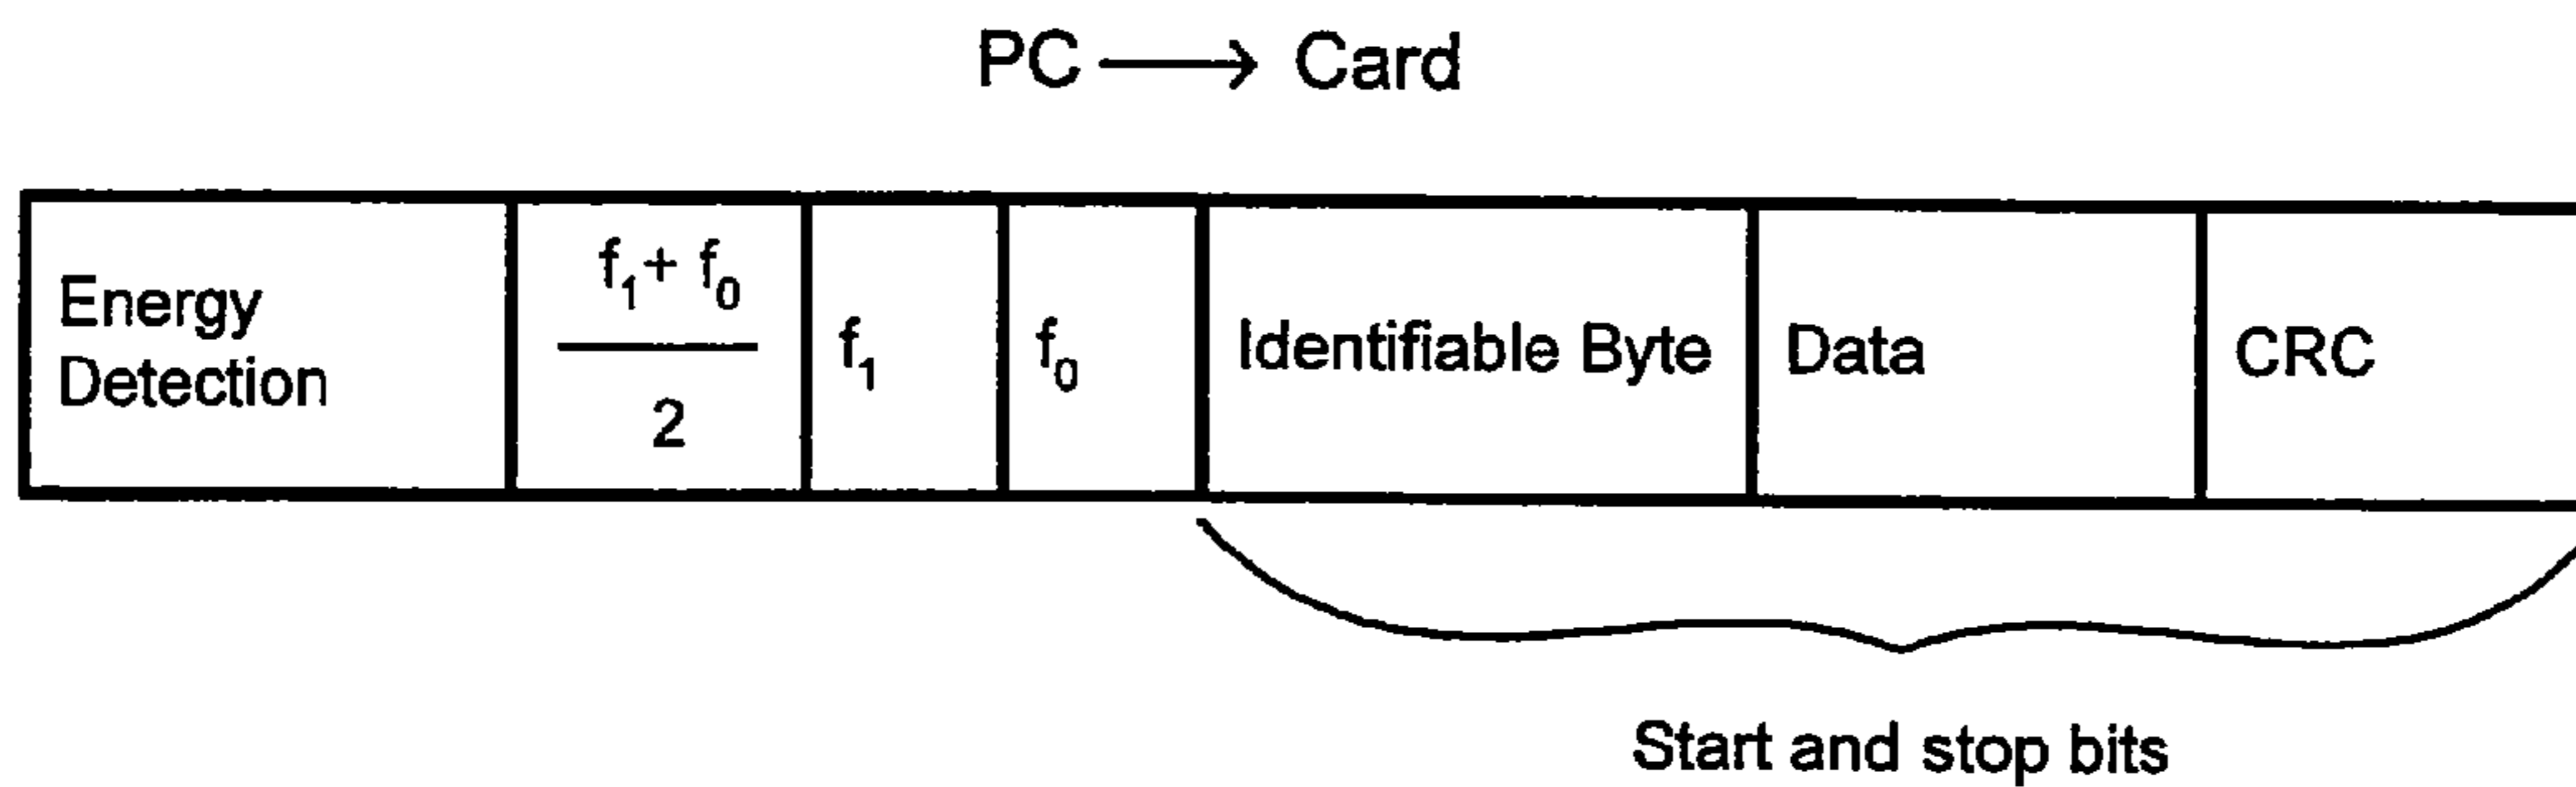 PC → Card
Energy
Detection
f₁+ f₀
2
f₁
f₀
Identifiable Byte
Data
CRC
Start and stop bits